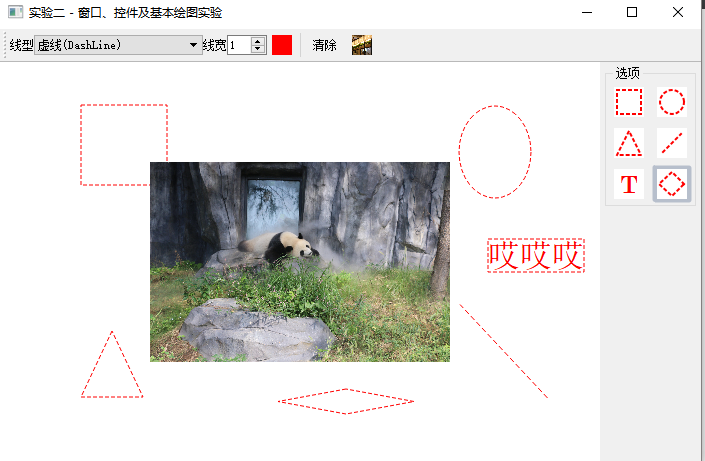 实验二 - 窗口、控件及基本绘图实验
线型 虚线(DashLine) 线宽 1 清除
选项
T
哎哎哎